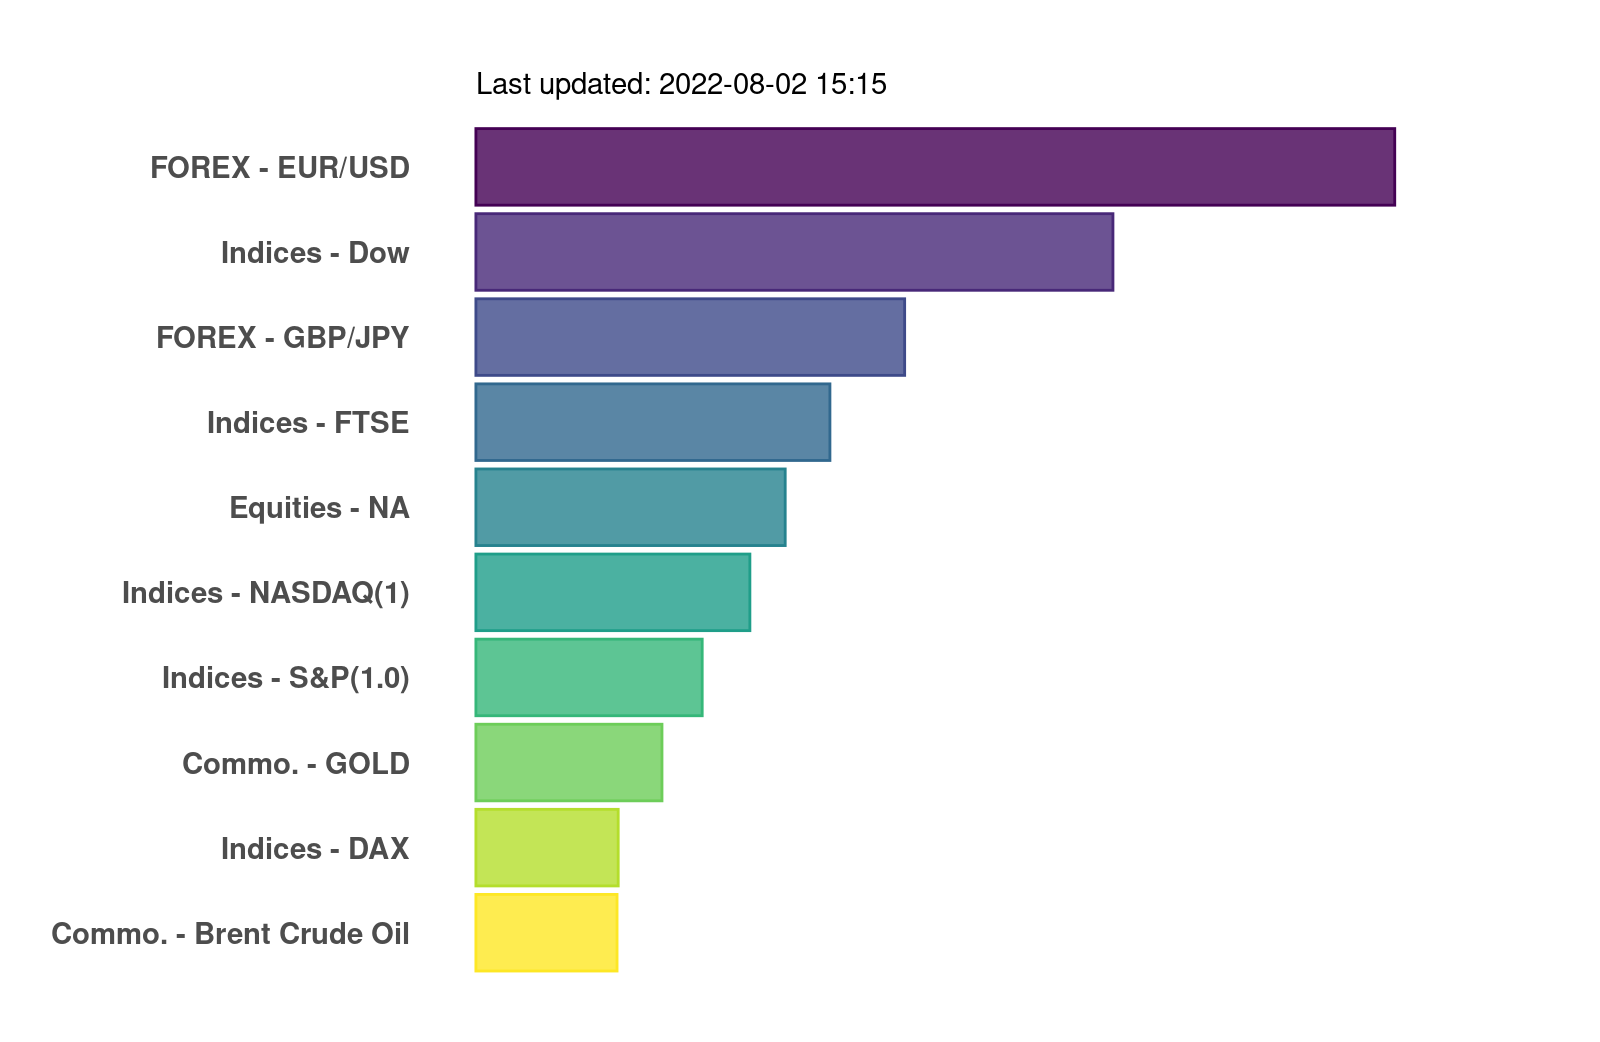 Last updated: 2022-08-02 15:15
FOREX - EUR/USD
Indices - Dow
FOREX - GBP/JPY
Indices - FTSE
Equities - NA
Indices - NASDAQ(1)
Indices - S&P(1.0)
Commo. - GOLD
Indices - DAX
Commo. - Brent Crude Oil